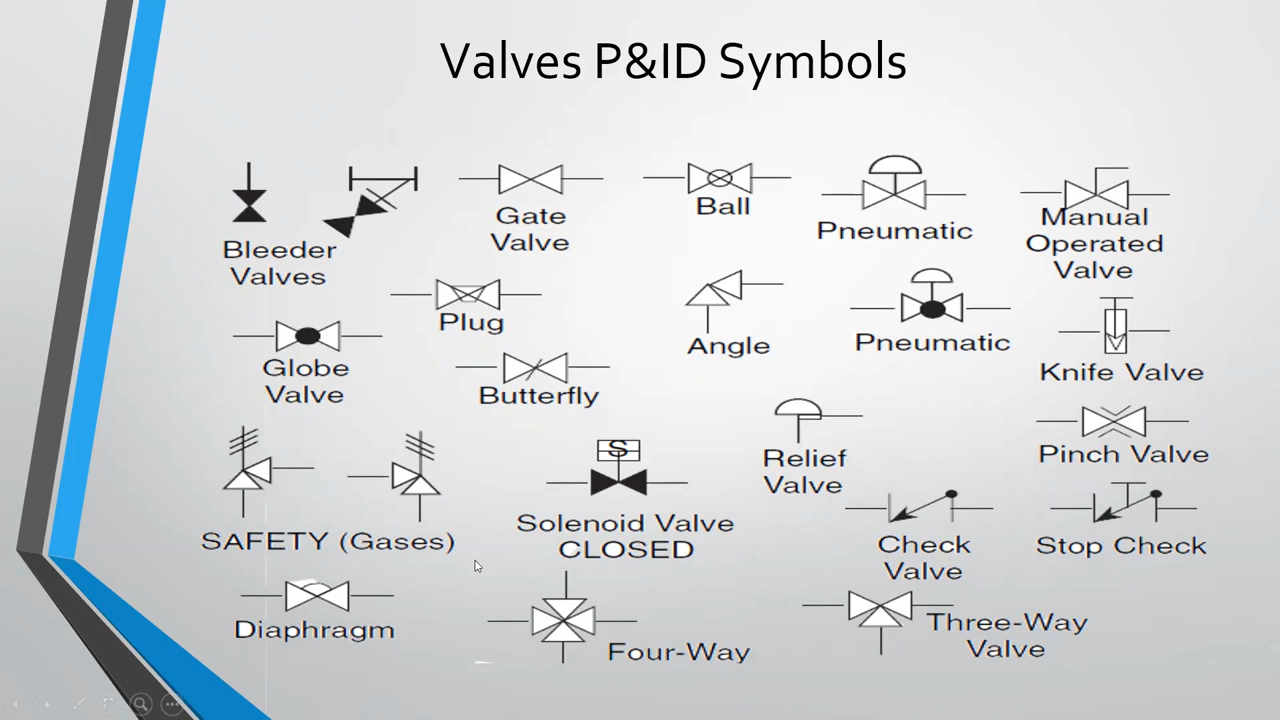 Valves P&ID Symbols
Bleeder
Valves
Gate
Valve
Ball
Pneumatic
Manual
Operated
Valve
Plug
Globe
Valve
Butterfly
Angle
Pneumatic
Knife Valve
SAFETY (Gases)
S
Solenoid Valve
CLOSED
Relief
Valve
Pinch Valve
Check
Valve
Stop Check
Diaphragm
Four-Way
Three-Way
Valve